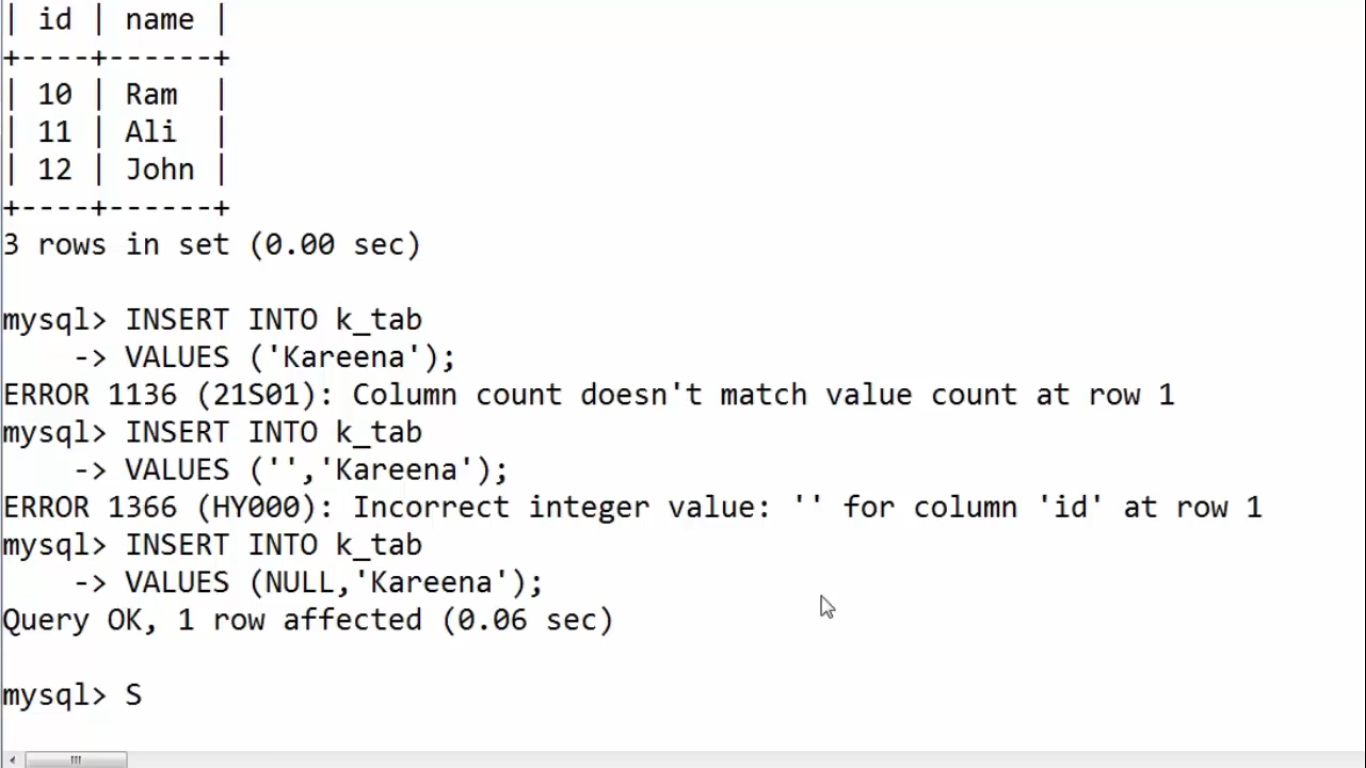 | id | name |
+----+------+
| 10 | Ram  |
| 11 | Ali  |
| 12 | John |
+----+------+
3 rows in set (0.00 sec)

mysql> INSERT INTO k_tab
    -> VALUES ('Kareena');
ERROR 1136 (21S01): Column count doesn't match value count at row 1
mysql> INSERT INTO k_tab
    -> VALUES ('','Kareena');
ERROR 1366 (HY000): Incorrect integer value: '' for column 'id' at row 1
mysql> INSERT INTO k_tab
    -> VALUES (NULL,'Kareena');
Query OK, 1 row affected (0.06 sec)

mysql> S